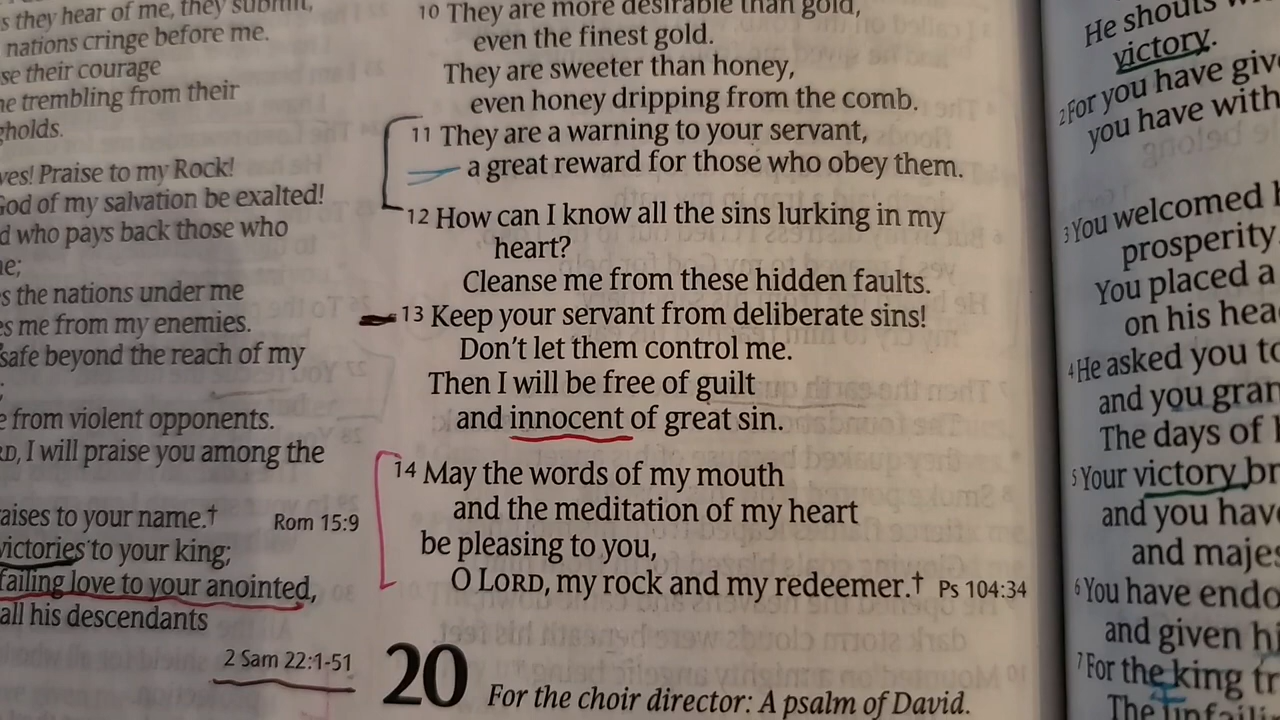 s they hear of me, they submit,
nations cringe before me.
se their courage
e trembling from their
gholds.
ves! Praise to my Rock!
God of my salvation be exalted!
d who pays back those who
e;
s the nations under me
es me from my enemies.
safe beyond the reach of my
;
e from violent opponents.
RD, I will praise you among the
aises to your name.† Rom 15:9
victories to your king;
failing love to your anointed,
all his descendants
2 Sam 22:1-51
10 They are more desirable than gold,
even the finest gold.
They are sweeter than honey,
even honey dripping from the comb.
11 They are a warning to your servant,
a great reward for those who obey them.
12 How can I know all the sins lurking in my
heart?
Cleanse me from these hidden faults.
13 Keep your servant from deliberate sins!
Don't let them control me.
Then I will be free of guilt
and innocent of great sin.
14 May the words of my mouth
and the meditation of my heart
be pleasing to you,
O LORD, my rock and my redeemer.† Ps 104:34
20 For the choir director: A psalm of David.
He shouts
victory.
2 For you have giv
you have with
3 You welcomed
prosperity
You placed a
on his hea
4 He asked you to
and you gran
The days of
5 Your victory br
and you hav
and majes
6 You have endo
and given hi
7 For the king tr
The unfaili